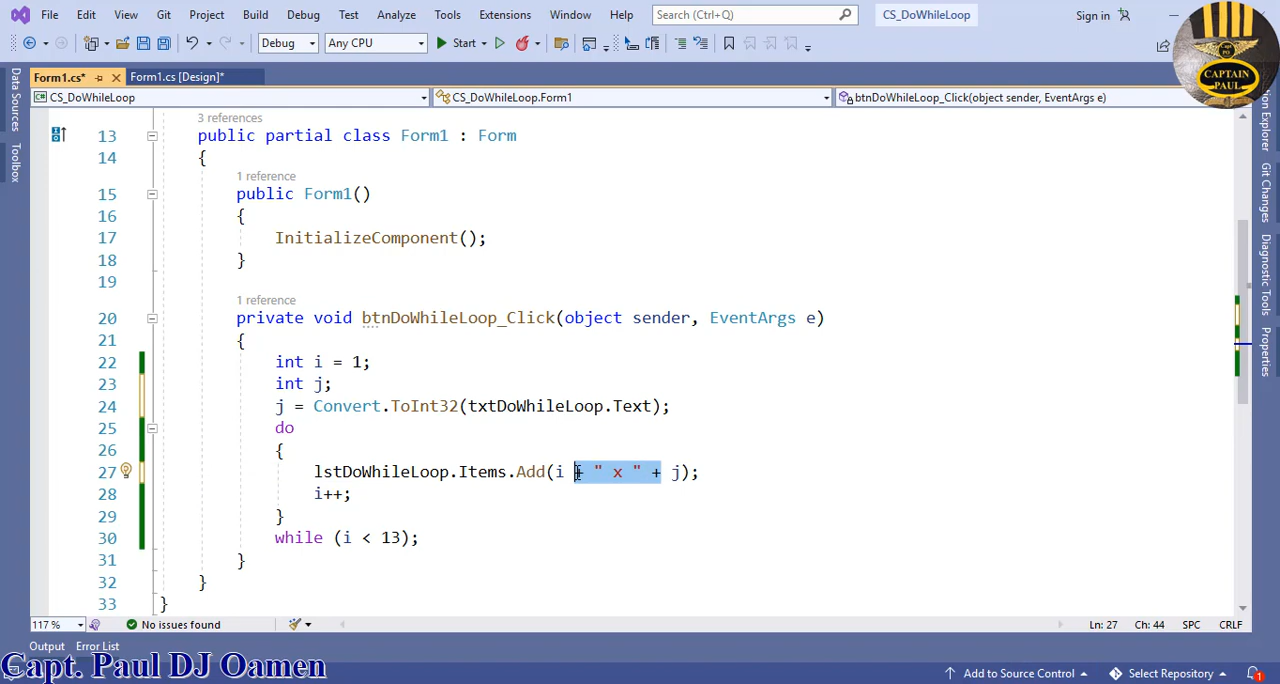 File Edit View Git Project Build Debug Test Analyze Tools Extensions Window Help Search (Ctrl+Q) CS_DoWhileLoop Sign in
Debug Any CPU Start
Form1.cs* Form1.cs [Design]*
CS_DoWhileLoop CS_DoWhileLoop.Form1 btnDoWhileLoop_Click(object sender, EventArgs e)
CAPTAIN
PAUL
Data Sources
Toolbox
3 references
13 public partial class Form1 : Form
14 {
1 reference
15 public Form1()
16 {
17 InitializeComponent();
18 }
19
1 reference
20 private void btnDoWhileLoop_Click(object sender, EventArgs e)
21 {
22 int i = 1;
23 int j;
24 j = Convert.ToInt32(txtDoWhileLoop.Text);
25 do
26 {
27 lstDoWhileLoop.Items.Add(i + " x " + j);
28 i++;
29 }
30 while (i < 13);
31 }
32 }
33 }
Explorer
Git Changes
Diagnostic Tools
Properties
117 % No issues found Ln: 27 Ch: 44 SPC CRLF
Output Error List
Capt. Paul DJ Oamen
Add to Source Control Select Repository 1